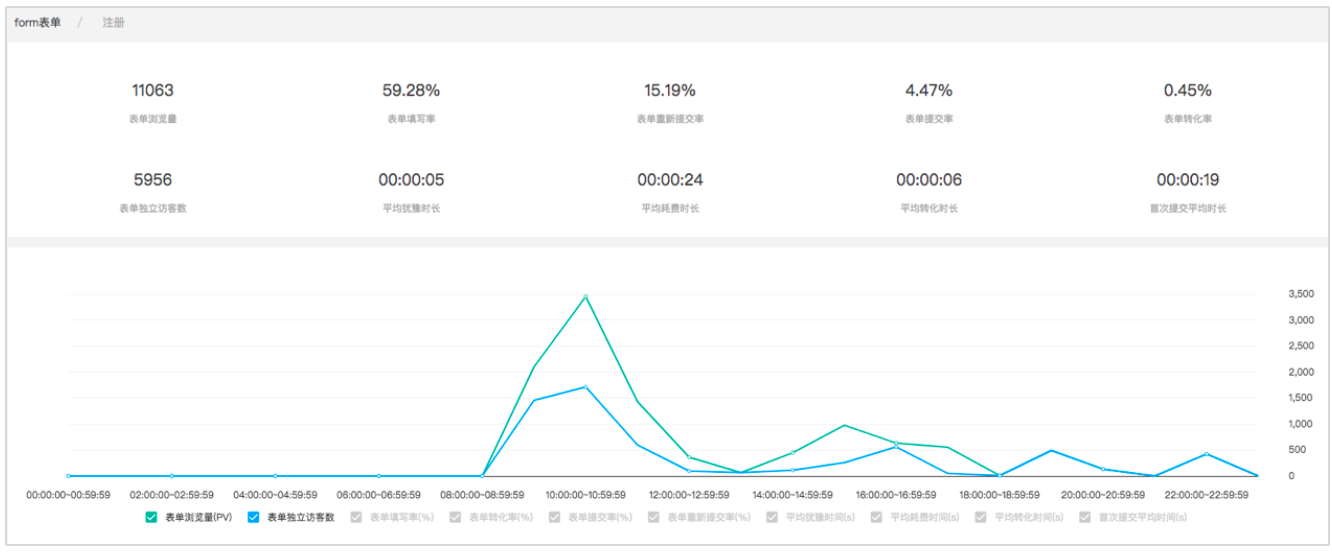 form表单 / 注册
11063 59.28% 15.19% 4.47% 0.45%
表单浏览量 表单填写率 表单重新提交率 表单提交率 表单转化率
5956 00:00:05 00:00:24 00:00:06 00:00:19
表单独立访客数 平均犹豫时长 平均耗费时长 平均转化时长 首次提交平均时长
3,500
3,000
2,500
2,000
1,500
1,000
500
0
00:00:00~00:59:59 02:00:00~02:59:59 04:00:00~04:59:59 06:00:00~06:59:59 08:00:00~08:59:59 10:00:00~10:59:59 12:00:00~12:59:59 14:00:00~14:59:59 16:00:00~16:59:59 18:00:00~18:59:59 20:00:00~20:59:59 22:00:00~22:59:59
表单浏览量(PV) 表单独立访客数 表单填写率(%) 表单转化率(%) 表单提交率(%) 表单重新提交率(%) 平均犹豫时间(s) 平均耗费时间(s) 平均转化时间(s) 首次提交平均时间(s)